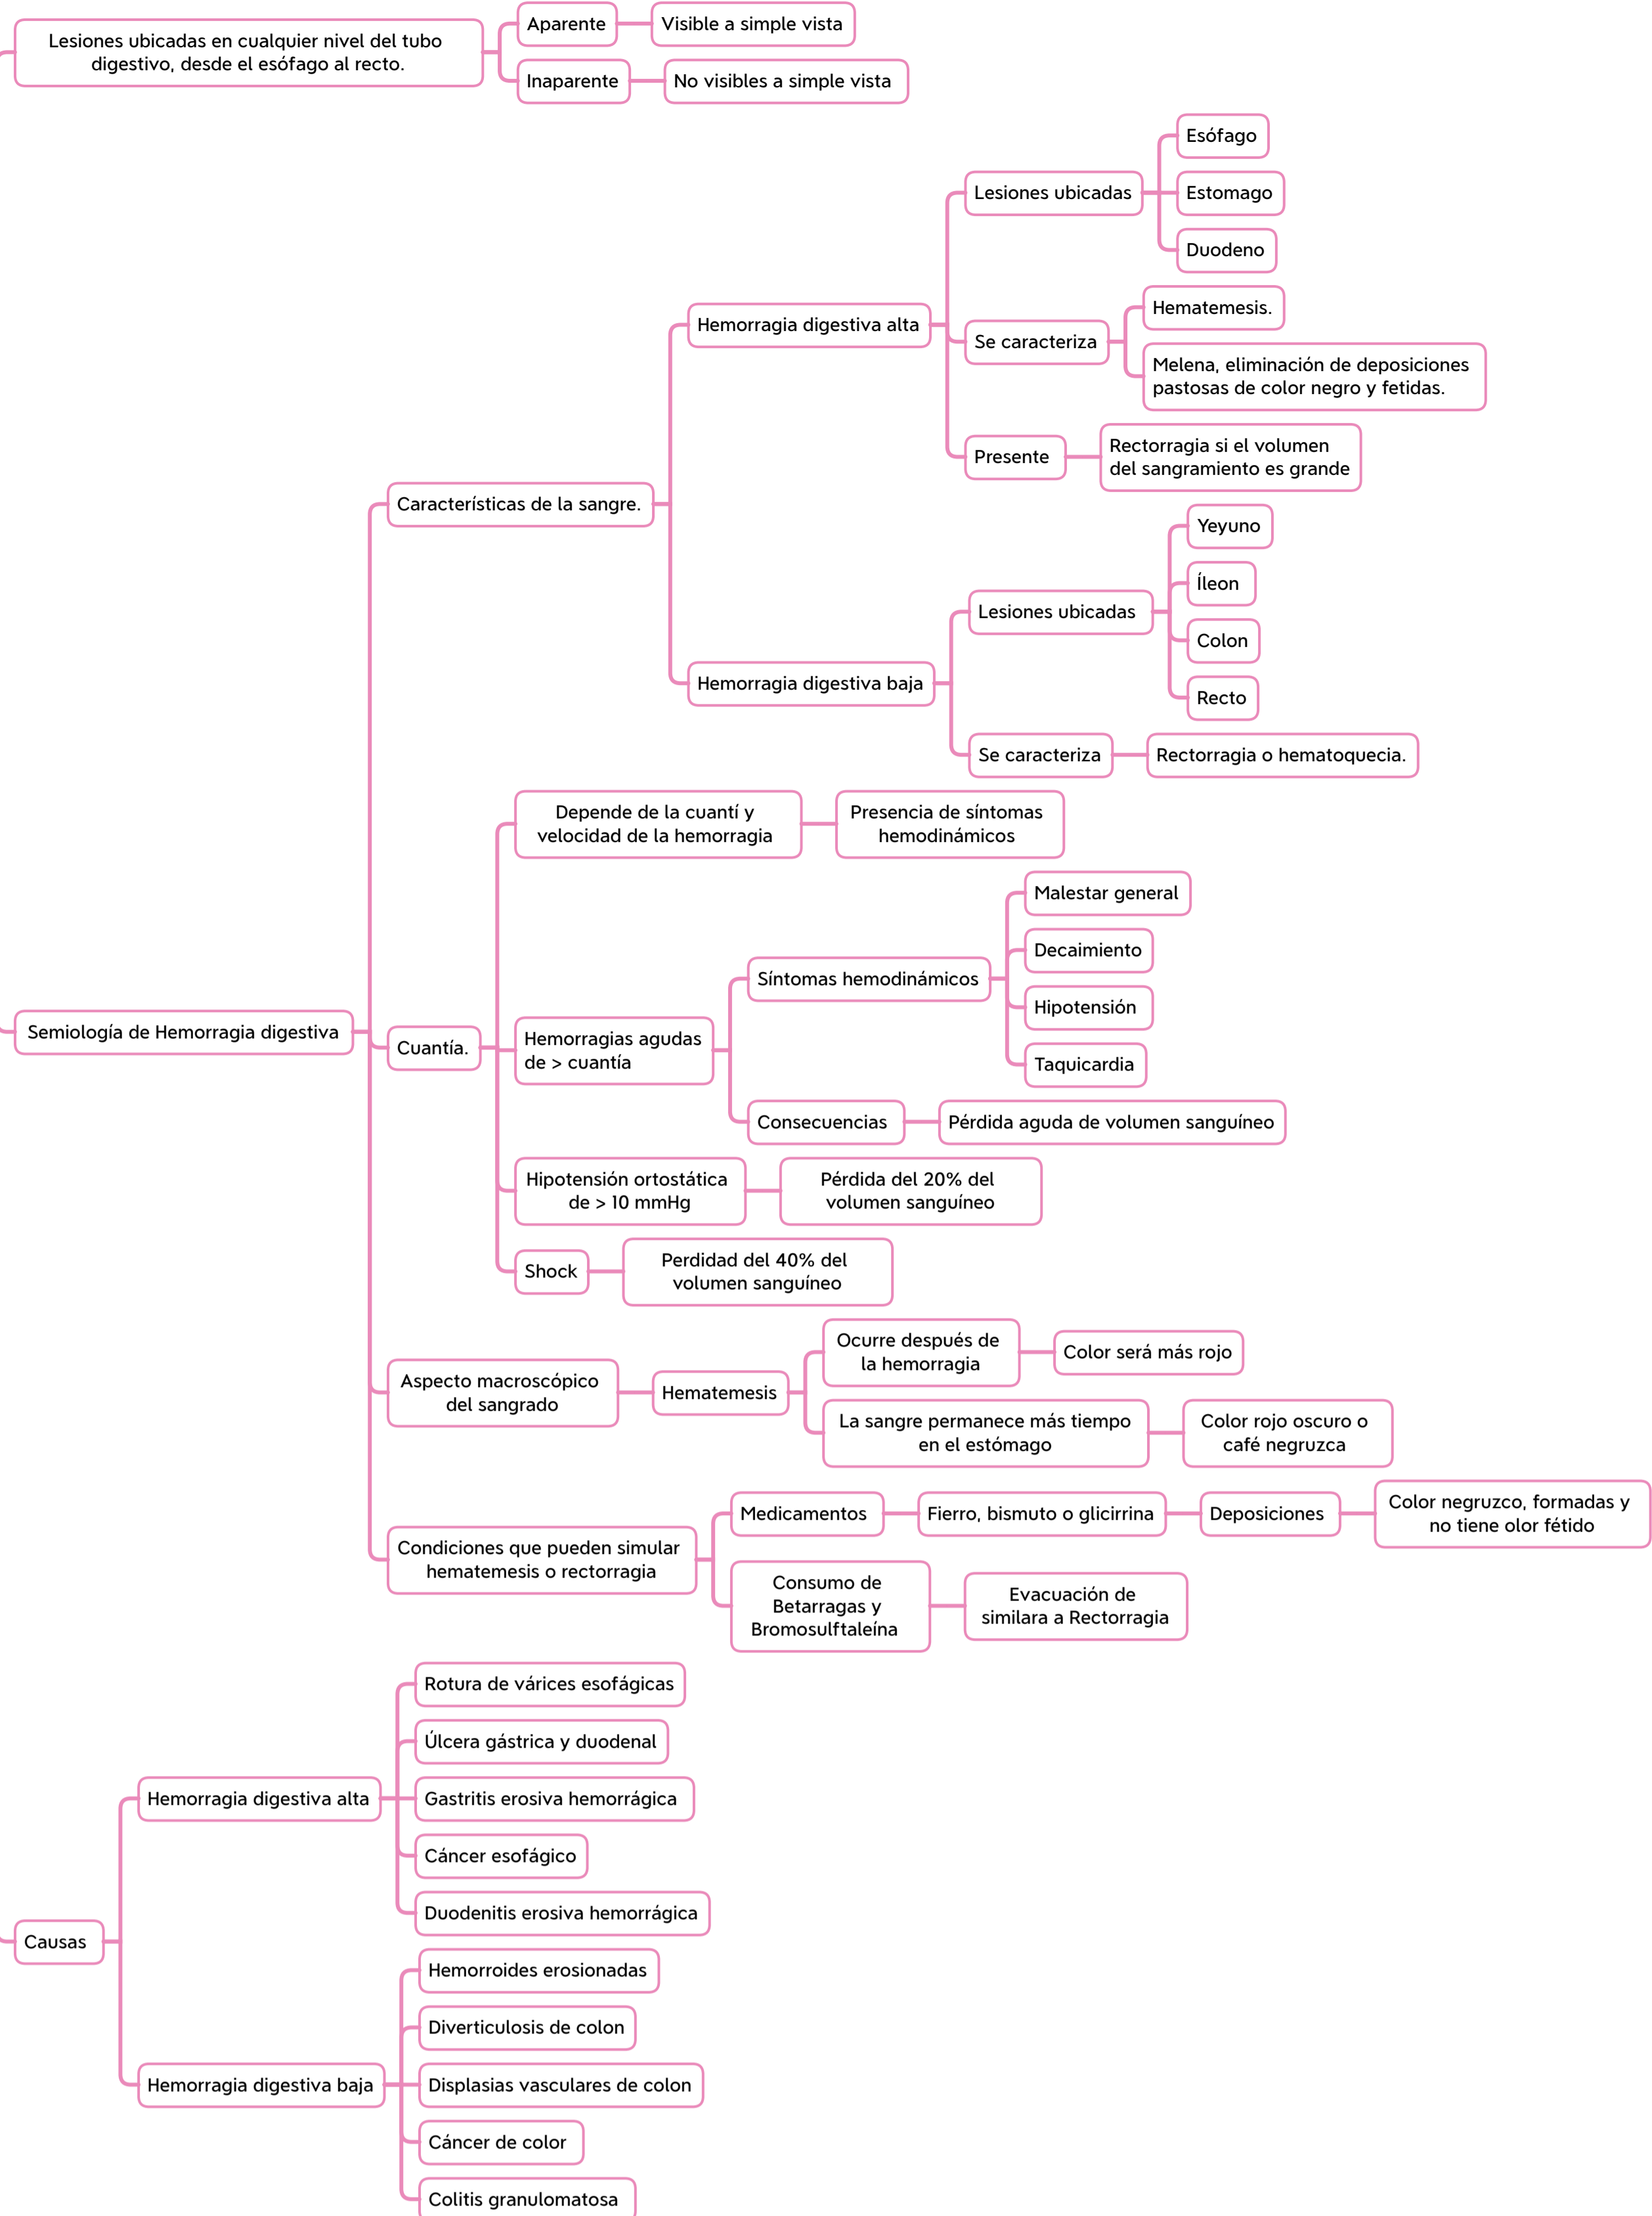 Lesiones ubicadas en cualquier nivel del tubo
digestivo, desde el esófago al recto.
Aparente
Visible a simple vista
Inaparente
No visibles a simple vista
Semiología de Hemorragia digestiva
Características de la sangre.
Hemorragia digestiva alta
Lesiones ubicadas
Esófago
Estomago
Duodeno
Se caracteriza
Hematemesis.
Melena, eliminación de deposiciones
pastosas de color negro y fetidas.
Presente
Rectorragia si el volumen
del sangramiento es grande
Hemorragia digestiva baja
Lesiones ubicadas
Yeyuno
Íleon
Colon
Recto
Se caracteriza
Rectorragia o hematoquecia.
Cuantía.
Depende de la cuantí y
velocidad de la hemorragia
Presencia de síntomas
hemodinámicos
Hemorragias agudas
de > cuantía
Síntomas hemodinámicos
Malestar general
Decaimiento
Hipotensión
Taquicardia
Consecuencias
Pérdida aguda de volumen sanguíneo
Hipotensión ortostática
de > 10 mmHg
Pérdida del 20% del
volumen sanguíneo
Shock
Perdidad del 40% del
volumen sanguíneo
Aspecto macroscópico
del sangrado
Hematemesis
Ocurre después de
la hemorragia
Color será más rojo
La sangre permanece más tiempo
en el estómago
Color rojo oscuro o
café negruzca
Condiciones que pueden simular
hematemesis o rectorragia
Medicamentos
Fierro, bismuto o glicirrina
Deposiciones
Color negruzco, formadas y
no tiene olor fétido
Consumo de
Betarragas y
Bromosulftaleína
Evacuación de
similara a Rectorragia
Causas
Hemorragia digestiva alta
Rotura de várices esofágicas
Úlcera gástrica y duodenal
Gastritis erosiva hemorrágica
Cáncer esofágico
Duodenitis erosiva hemorrágica
Hemorragia digestiva baja
Hemorroides erosionadas
Diverticulosis de colon
Displasias vasculares de colon
Cáncer de color
Colitis granulomatosa